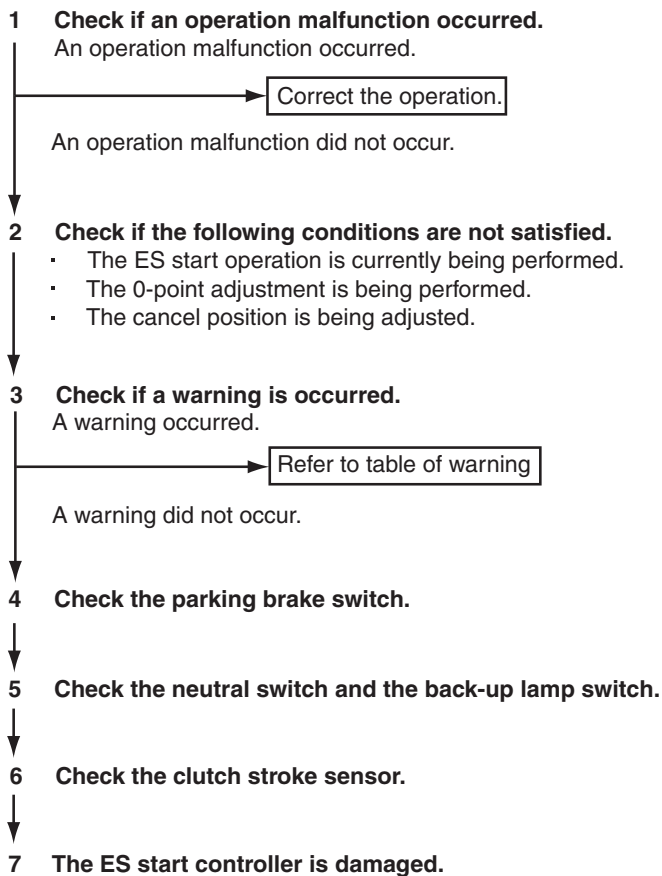 1 Check if an operation malfunction occurred.
An operation malfunction occurred.
Correct the operation.
An operation malfunction did not occur.
2 Check if the following conditions are not satisfied.
· The ES start operation is currently being performed.
· The 0-point adjustment is being performed.
· The cancel position is being adjusted.
3 Check if a warning is occurred.
A warning occurred.
Refer to table of warning
A warning did not occur.
4 Check the parking brake switch.
5 Check the neutral switch and the back-up lamp switch.
6 Check the clutch stroke sensor.
7 The ES start controller is damaged.